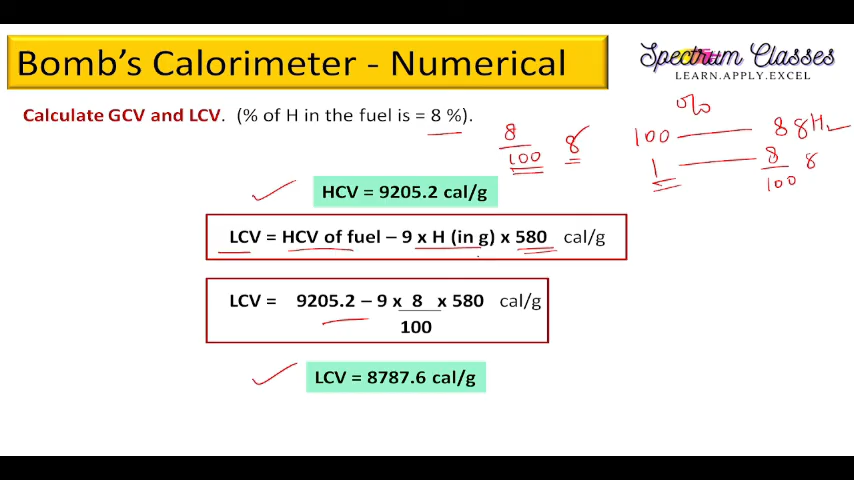 Bomb's Calorimeter - Numerical
Spectrum Classes
LEARN.APPLY.EXCEL
Calculate GCV and LCV. (% of H in the fuel is = 8 %).
%
100 8 g H₂
1 8/100 g
8/100 g
HCV = 9205.2 cal/g
LCV = HCV of fuel – 9 x H (in g) x 580 cal/g
LCV = 9205.2 – 9 x 8 x 580 cal/g
100
LCV = 8787.6 cal/g